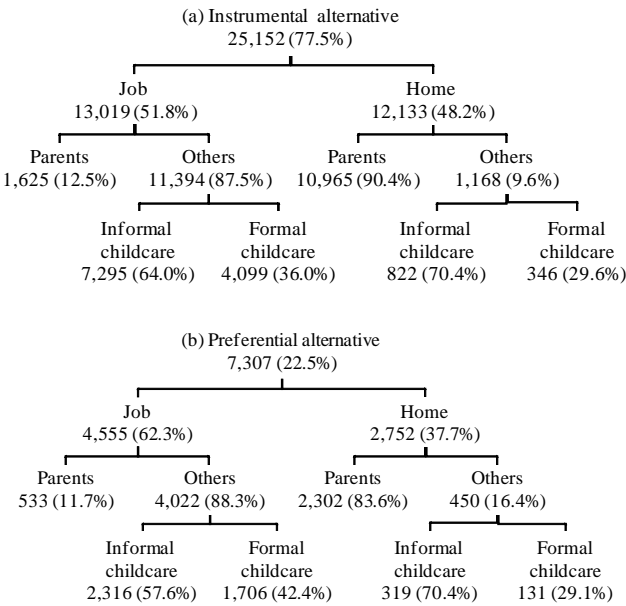 (a) Instrumental alternative
25,152 (77.5%)
Job Home
13,019 (51.8%) 12,133 (48.2%)
Parents Others Parents Others
1,625 (12.5%) 11,394 (87.5%) 10,965 (90.4%) 1,168 (9.6%)
Informal Formal Informal Formal
childcare childcare childcare childcare
7,295 (64.0%) 4,099 (36.0%) 822 (70.4%) 346 (29.6%)
(b) Preferential alternative
7,307 (22.5%)
Job Home
4,555 (62.3%) 2,752 (37.7%)
Parents Others Parents Others
533 (11.7%) 4,022 (88.3%) 2,302 (83.6%) 450 (16.4%)
Informal Formal Informal Formal
childcare childcare childcare childcare
2,316 (57.6%) 1,706 (42.4%) 319 (70.4%) 131 (29.1%)